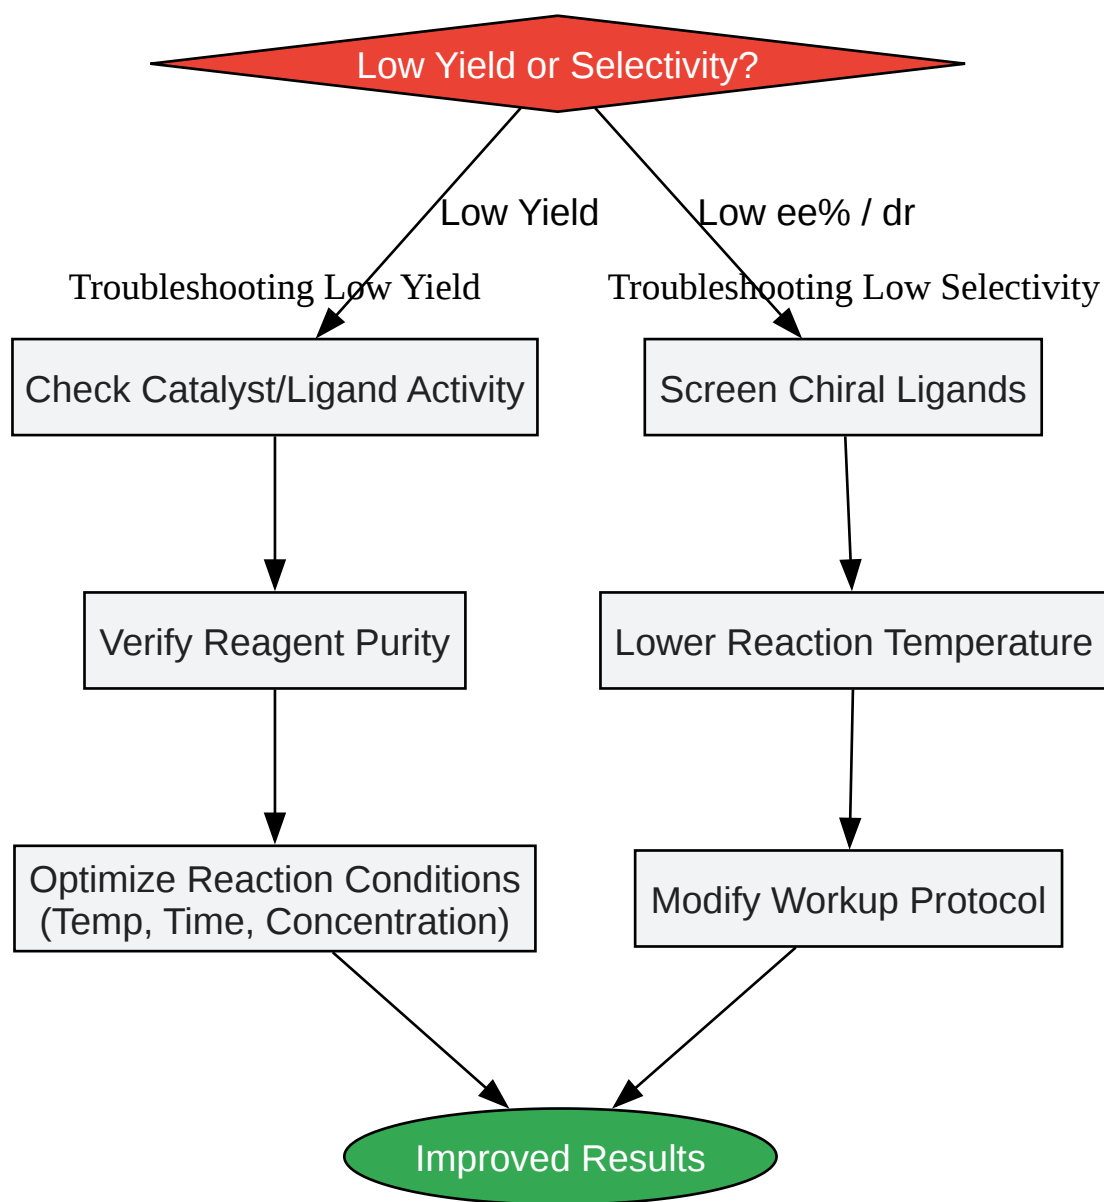 Low Yield or Selectivity?
Low Yield
Low ee% / dr
Troubleshooting Low Yield
Troubleshooting Low Selectivity
Check Catalyst/Ligand Activity
Screen Chiral Ligands
Verify Reagent Purity
Lower Reaction Temperature
Optimize Reaction Conditions
(Temp, Time, Concentration)
Modify Workup Protocol
Improved Results